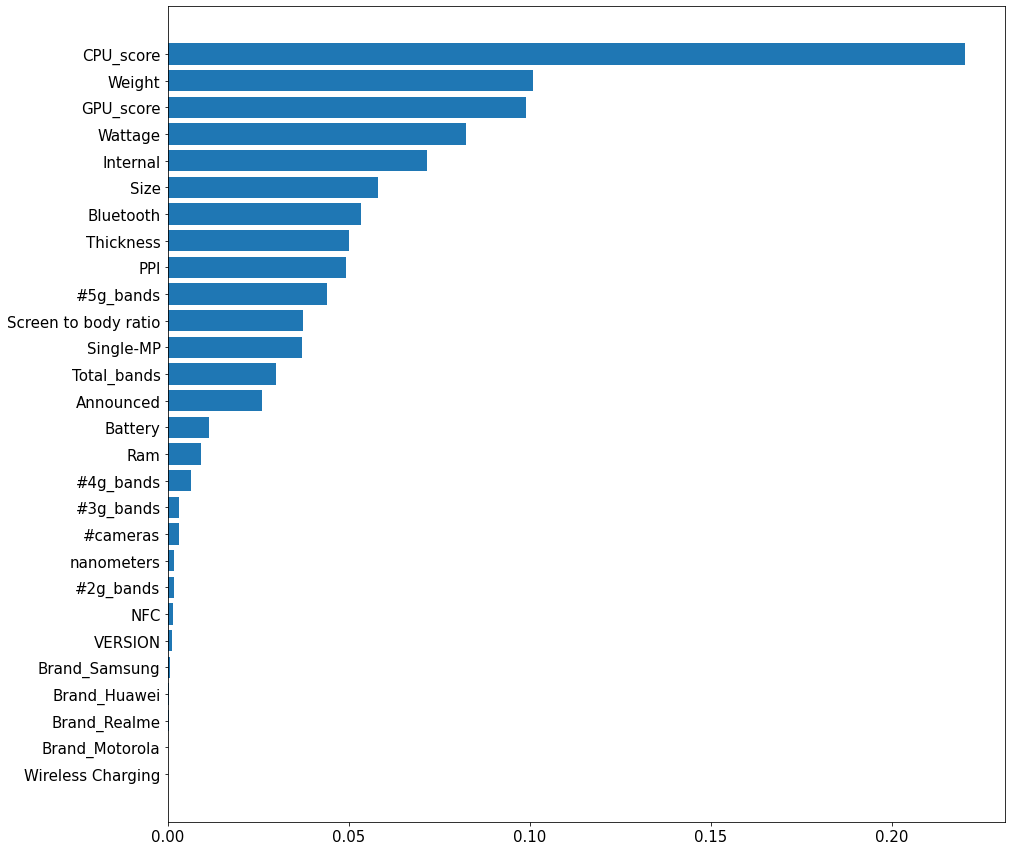 CPU_score
Weight
GPU_score
Wattage
Internal
Size
Bluetooth
Thickness
PPI
#5g_bands
Screen to body ratio
Single-MP
Total_bands
Announced
Battery
Ram
#4g_bands
#3g_bands
#cameras
nanometers
#2g_bands
NFC
VERSION
Brand_Samsung
Brand_Huawei
Brand_Realme
Brand_Motorola
Wireless Charging
0.00 0.05 0.10 0.15 0.20